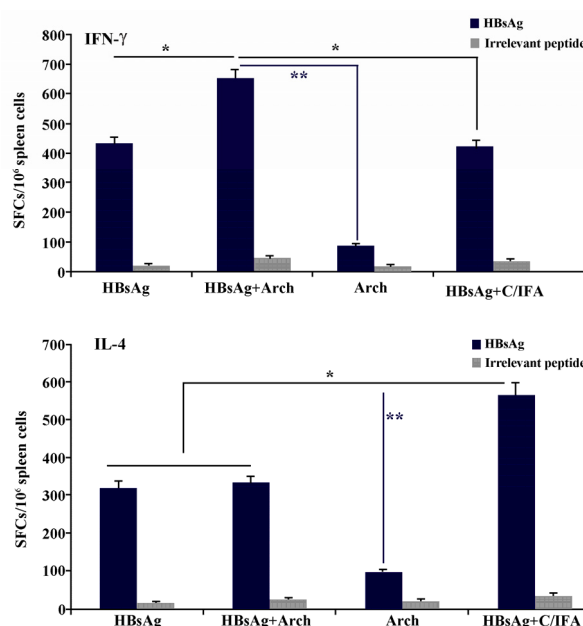 HBsAg
IFN-γ
Irrelevant peptide
*
*
**
SFCs/10⁶ spleen cells
800
700
600
500
400
300
200
100
0
HBsAg HBsAg+Arch Arch HBsAg+C/IFA
IL-4
HBsAg
Irrelevant peptide
*
**
SFCs/10⁶ spleen cells
700
600
500
400
300
200
100
0
HBsAg HBsAg+Arch Arch HBsAg+C/IFA